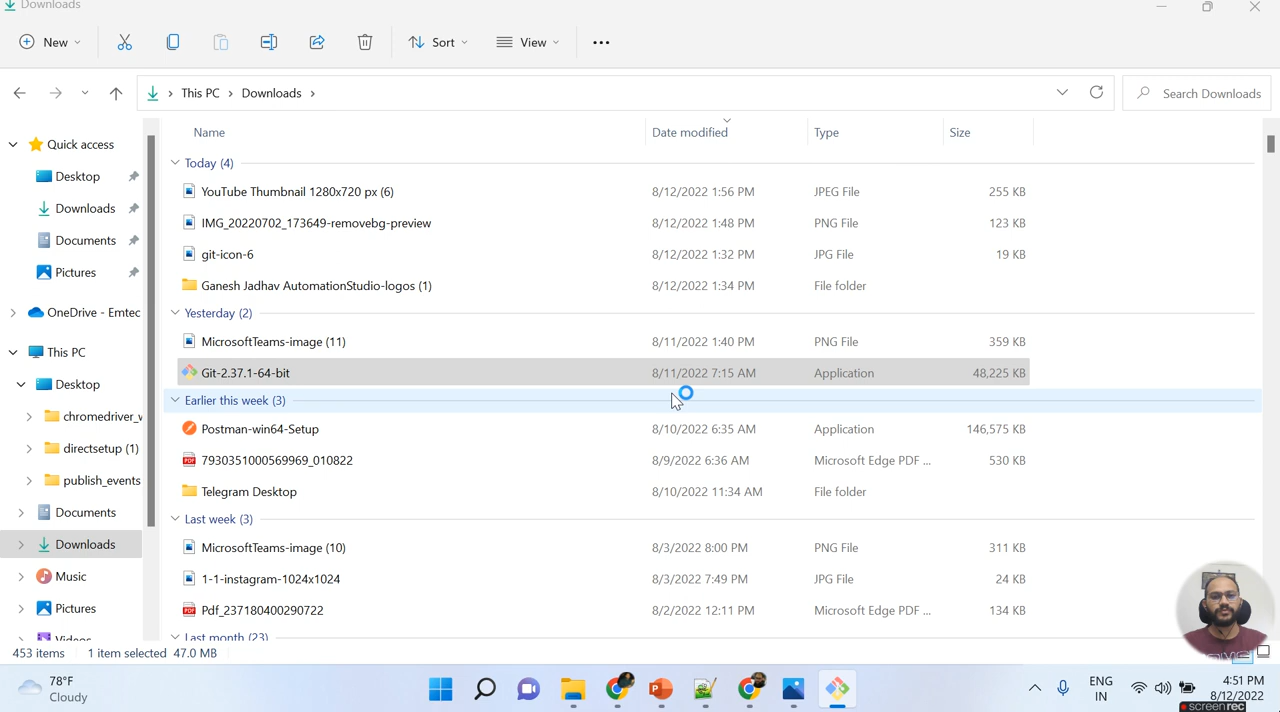 Downloads
New
Sort
View
This PC > Downloads >
Search Downloads
Name
Date modified
Type
Size
Quick access
Desktop
Downloads
Documents
Pictures
OneDrive - Emtec
This PC
Desktop
chromedriver_v
directsetup (1)
publish_events
Documents
Downloads
Music
Pictures
Videos
Today (4)
YouTube Thumbnail 1280x720 px (6) 8/12/2022 1:56 PM JPEG File 255 KB
IMG_20220702_173649-removebg-preview 8/12/2022 1:48 PM PNG File 123 KB
git-icon-6 8/12/2022 1:32 PM JPG File 19 KB
Ganesh Jadhav AutomationStudio-logos (1) 8/12/2022 1:34 PM File folder
Yesterday (2)
MicrosoftTeams-image (11) 8/11/2022 1:40 PM PNG File 359 KB
Git-2.37.1-64-bit 8/11/2022 7:15 AM Application 48,225 KB
Earlier this week (3)
Postman-win64-Setup 8/10/2022 6:35 AM Application 146,575 KB
7930351000569969_010822 8/9/2022 6:36 AM Microsoft Edge PDF ... 530 KB
Telegram Desktop 8/10/2022 11:34 AM File folder
Last week (3)
MicrosoftTeams-image (10) 8/3/2022 8:00 PM PNG File 311 KB
1-1-instagram-1024x1024 8/3/2022 7:49 PM JPG File 24 KB
Pdf_237180400290722 8/2/2022 12:11 PM Microsoft Edge PDF ... 134 KB
Last month (23)
453 items 1 item selected 47.0 MB
78°F
Cloudy
ENG
IN
4:51 PM
8/12/2022
screenrec